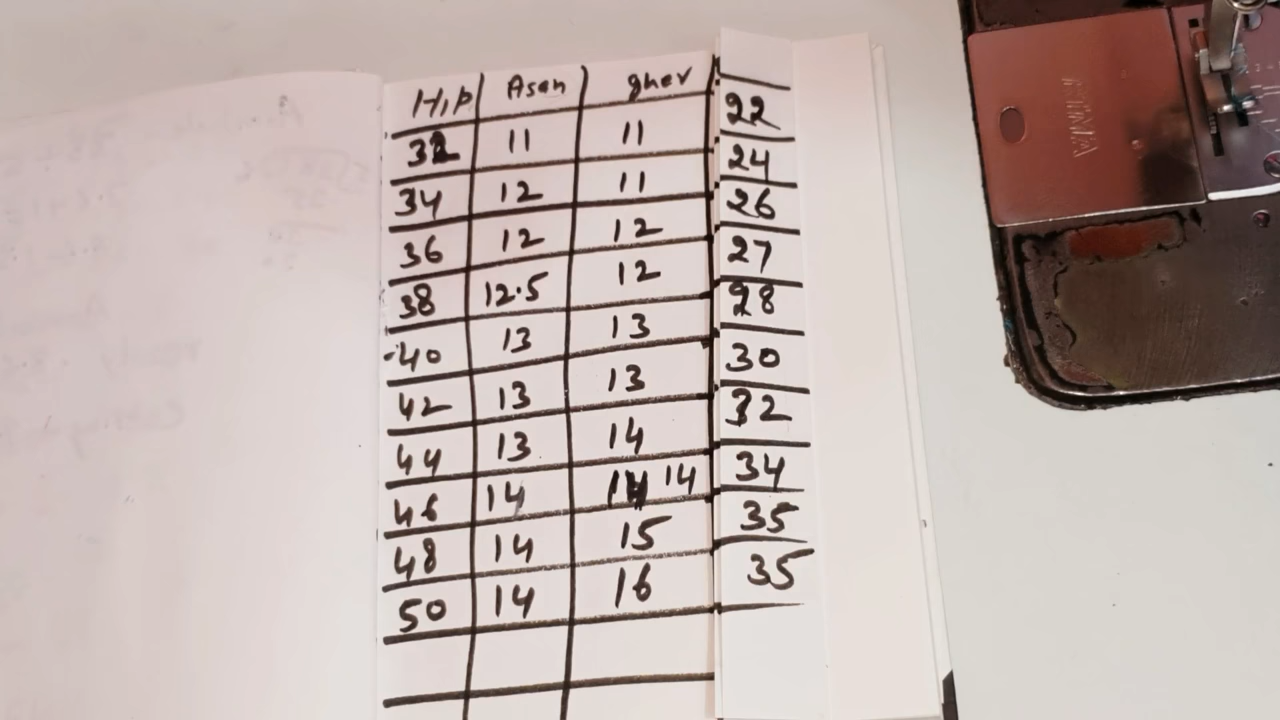 Hip Asan gher
32 11 11 22
34 12 11 24
36 12 12 26
38 12.5 12 27
40 13 13 28
42 13 13 30
44 13 14 32
46 14 14 34
48 14 15 35
50 14 16 35